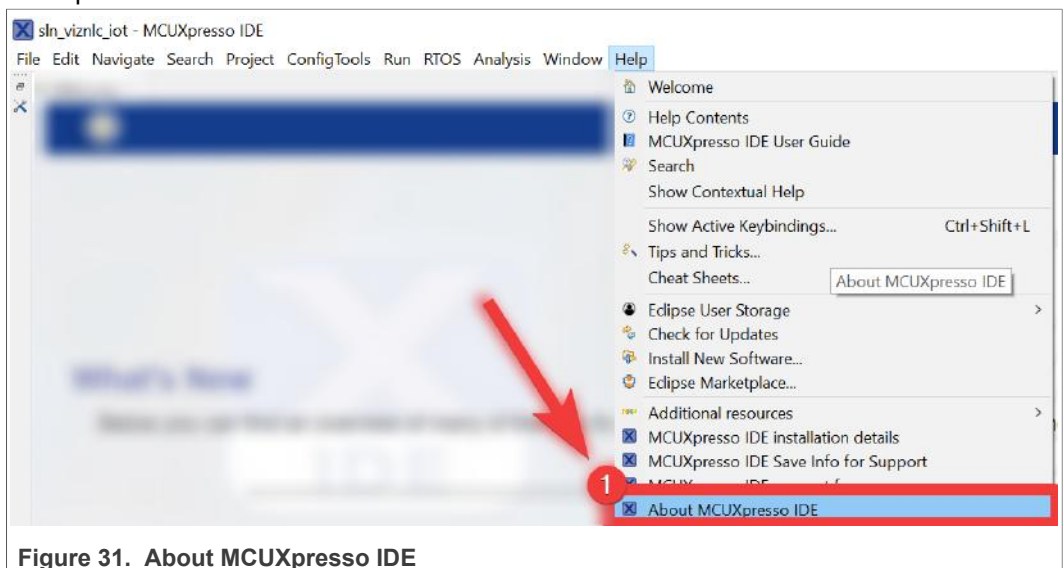 sln_viznlc_iot - MCUXpresso IDE
File Edit Navigate Search Project ConfigTools Run RTOS Analysis Window Help
Welcome
Help Contents
MCUXpresso IDE User Guide
Search
Show Contextual Help
Show Active Keybindings... Ctrl+Shift+L
Tips and Tricks...
Cheat Sheets...
About MCUXpresso IDE
Eclipse User Storage >
Check for Updates
Install New Software...
Eclipse Marketplace...
Additional resources >
MCUXpresso IDE installation details
MCUXpresso IDE Save Info for Support
1
About MCUXpresso IDE
What's New
Figure 31. About MCUXpresso IDE